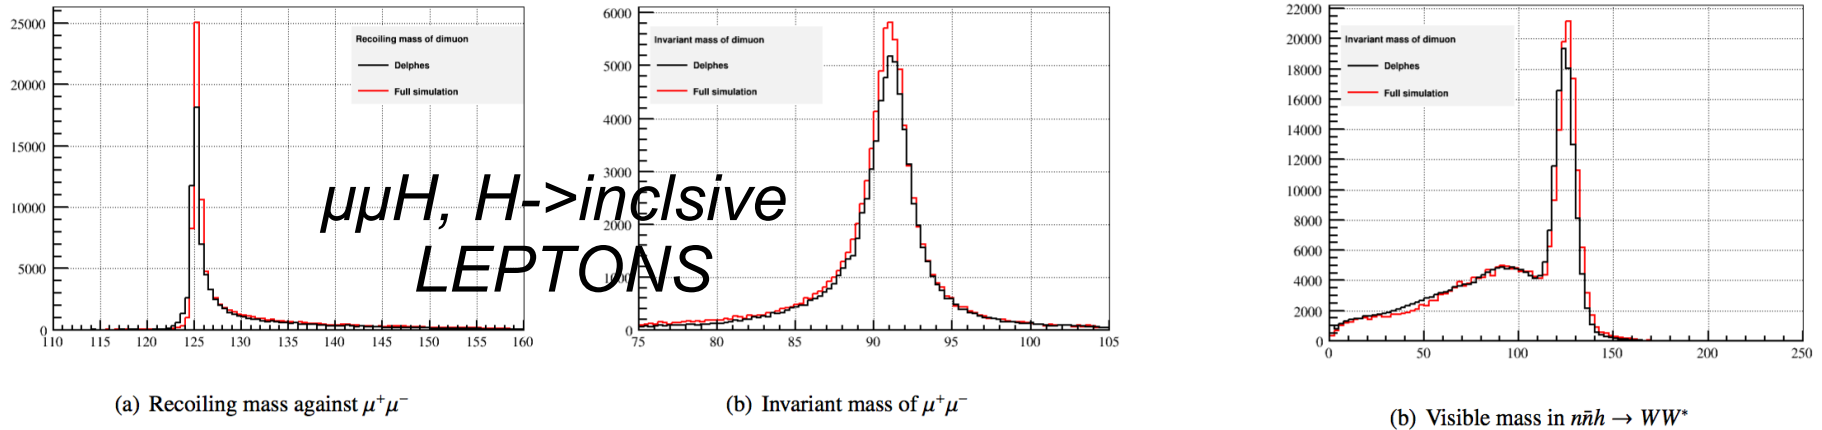 25000
20000
15000
10000
5000
0
110 115 120 125 130 135 140 145 150 155 160
Recoiling mass of dimuon
Delphes
Full simulation
(a) Recoiling mass against μ⁺μ⁻
6000
5000
4000
3000
2000
1000
0
75 80 85 90 95 100 105
Invariant mass of dimuon
Delphes
Full simulation
(b) Invariant mass of μ⁺μ⁻
μμH, H->inclsive
LEPTONS
22000
20000
18000
16000
14000
12000
10000
8000
6000
4000
2000
0
0 50 100 150 200 250
Invariant mass of dimuon
Delphes
Full simulation
(b) Visible mass in nn̄h → WW*